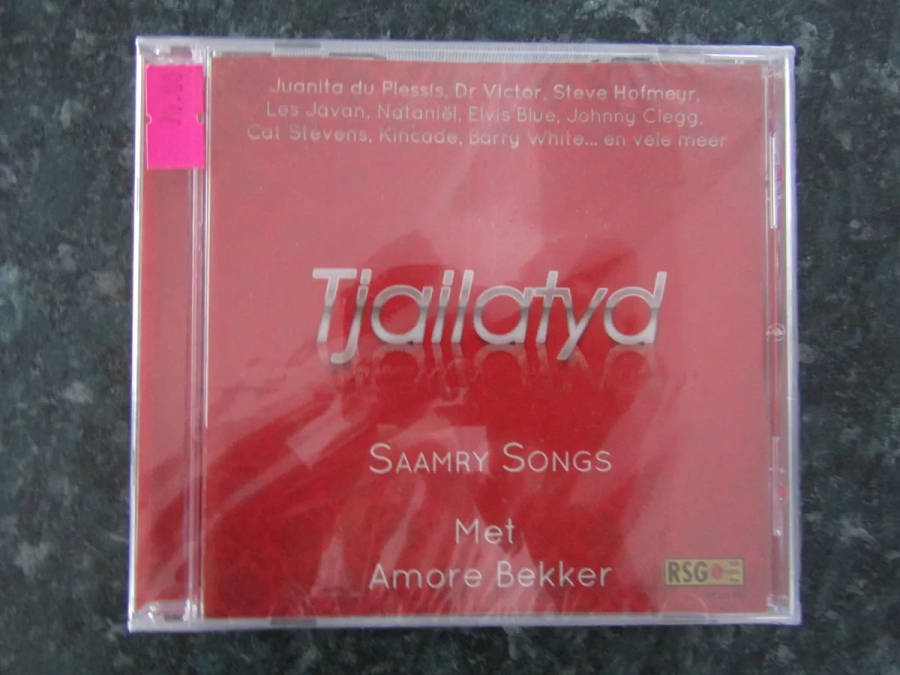 Juanita du Plessis, Dr Victor, Steve Hofmeyr,
Les Javan, Nataniël, Elvis Blue, Johnny Clegg,
Cat Stevens, Kincade, Barry White... en vele meer
Tjailatyd
SAAMRY SONGS
Met
Amore Bekker
RSG